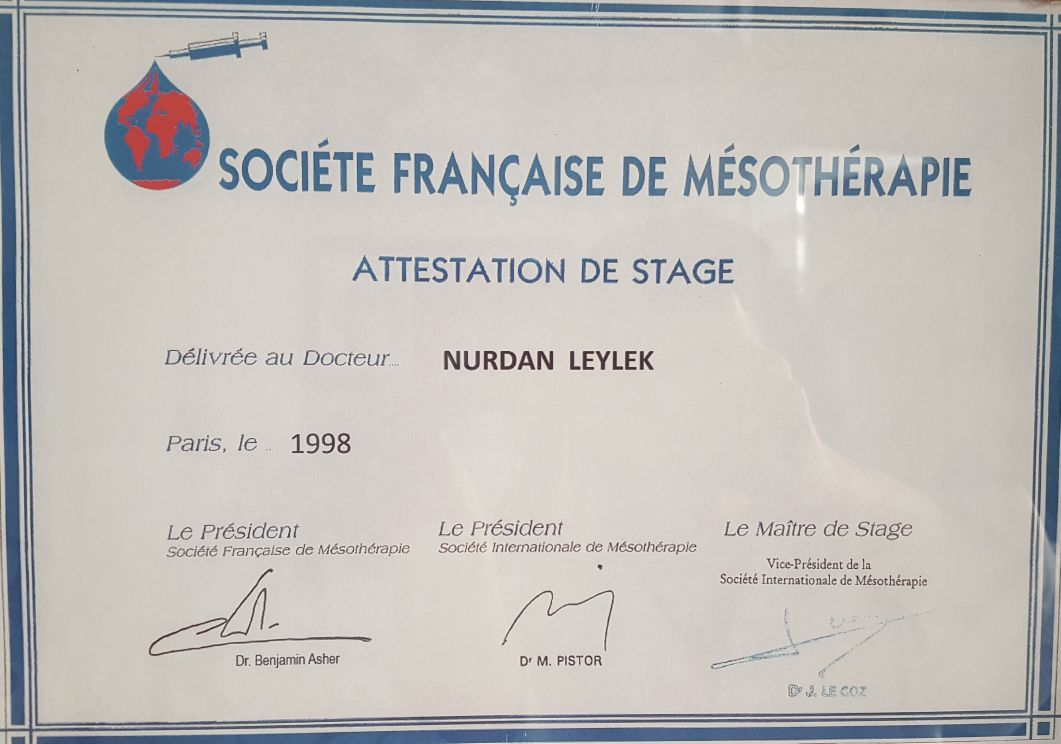 SOCIÉTE FRANÇAISE DE MÉSOTHÉRAPIE
ATTESTATION DE STAGE
Délivrée au Docteur... NURDAN LEYLEK
Paris, le .. 1998
Le Président
Société Française de Mésothérapie
Dr. Benjamin Asher
Le Président
Société Internationale de Mésothérapie
Dr M. PISTOR
Le Maître de Stage
Vice-Président de la
Société Internationale de Mésothérapie
Dr J. LE COZ